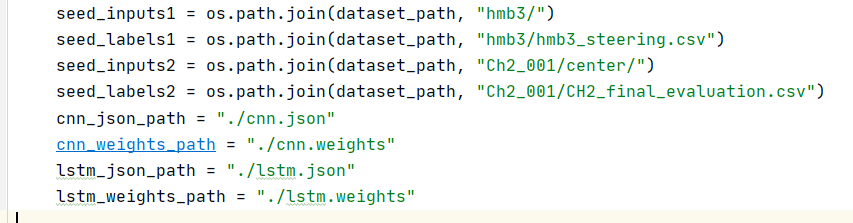 seed_inputs1 = os.path.join(dataset_path, "hmb3/")
seed_labels1 = os.path.join(dataset_path, "hmb3/hmb3_steering.csv")
seed_inputs2 = os.path.join(dataset_path, "Ch2_001/center/")
seed_labels2 = os.path.join(dataset_path, "Ch2_001/CH2_final_evaluation.csv")
cnn_json_path = "./cnn.json"
cnn_weights_path = "./cnn.weights"
lstm_json_path = "./lstm.json"
lstm_weights_path = "./lstm.weights"